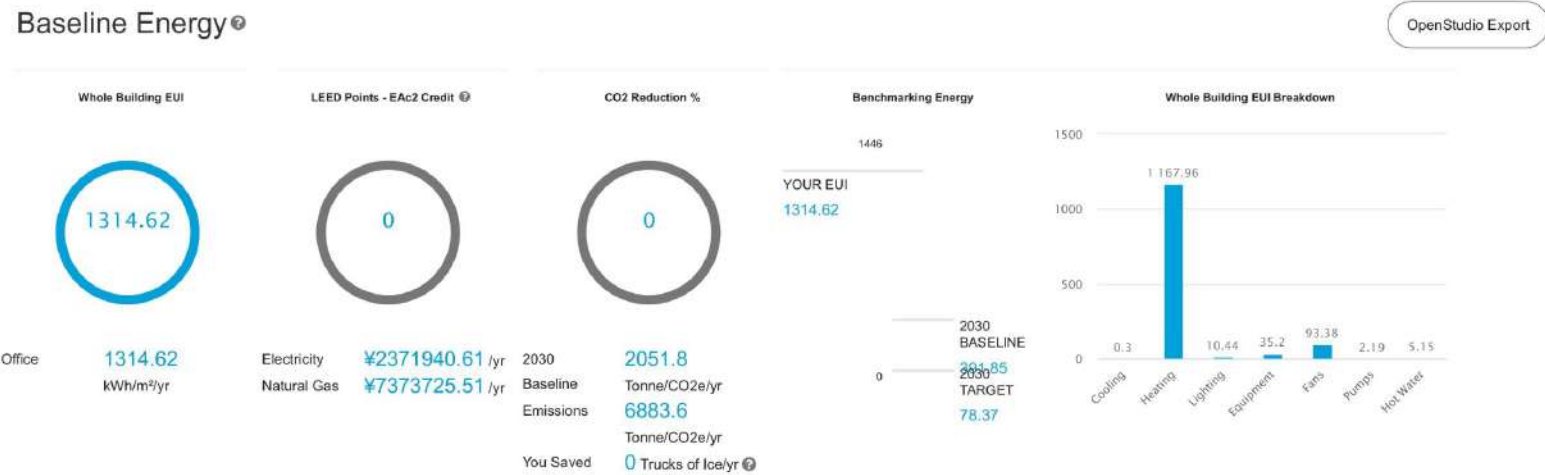 Baseline Energy
OpenStudio Export
Whole Building EUI
1314.62
Office 1314.62
kWh/m²/yr
LEED Points - EAc2 Credit
0
Electricity ¥2371940.61 /yr
Natural Gas ¥7373725.51 /yr
CO2 Reduction %
0
2030 2051.8
Baseline Tonne/CO2e/yr
Emissions 6883.6
Tonne/CO2e/yr
You Saved 0 Trucks of Ice/yr
Benchmarking Energy
1446
YOUR EUI
1314.62
2030
BASELINE
2030
TARGET
78.37
0
Whole Building EUI Breakdown
1500
1000
500
0
1 167.96
0.3
10.44
35.2
93.38
2.19
5.15
Cooling
Heating
Lighting
Equipment
Fans
Pumps
Hot Water